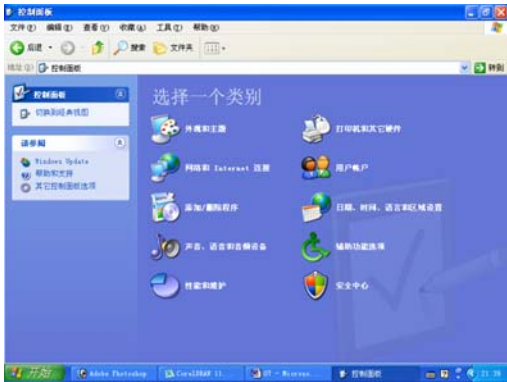 控制面板
文件(F) 编辑(E) 查看(V) 收藏(A) 工具(T) 帮助(H)
后退 搜索 文件夹
地址(D) 控制面板 转到
控制面板
切换到经典视图
请参阅
Windows Update
帮助和支持
其它控制面板选项
选择一个类别
外观和主题
打印机和其它硬件
网络和 Internet 连接
用户帐户
添加/删除程序
日期、时间、语言和区域设置
声音、语音和音频设备
辅助功能选项
性能和维护
安全中心
开始 Adobe Photoshop CorelDRAW 11. 07 - Microso... 控制面板 21:38